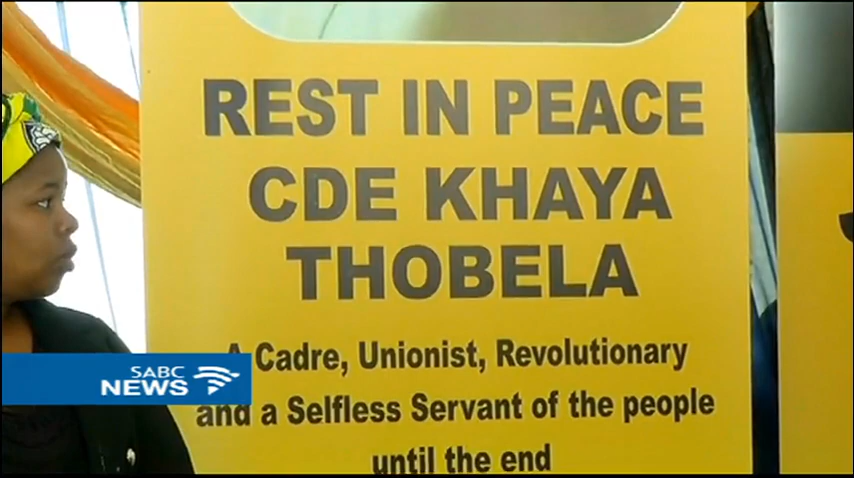 REST IN PEACE
CDE KHAYA
THOBELA
A Cadre, Unionist, Revolutionary
and a Selfless Servant of the people
until the end
SABC
NEWS